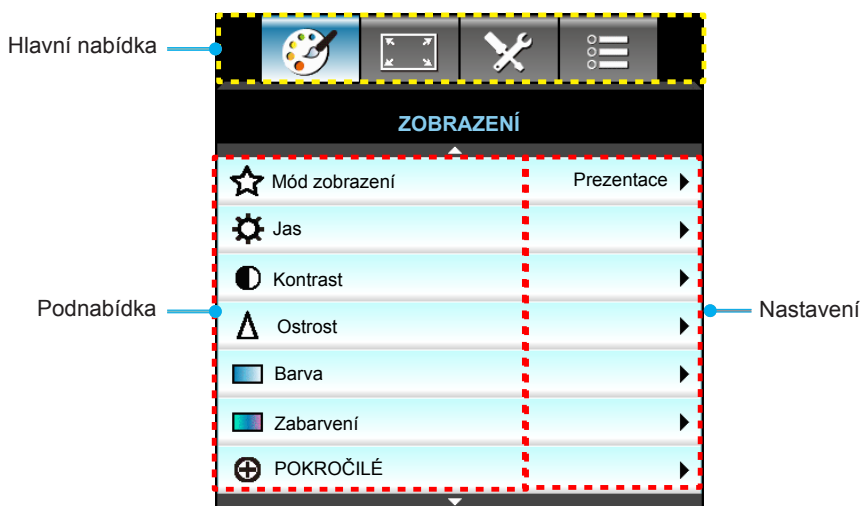 Hlavní nabídka
ZOBRAZENÍ
Mód zobrazení Prezentace
Jas
Kontrast
Podnabídka
Nastavení
Ostrost
Barva
Zabarvení
POKROČILÉ